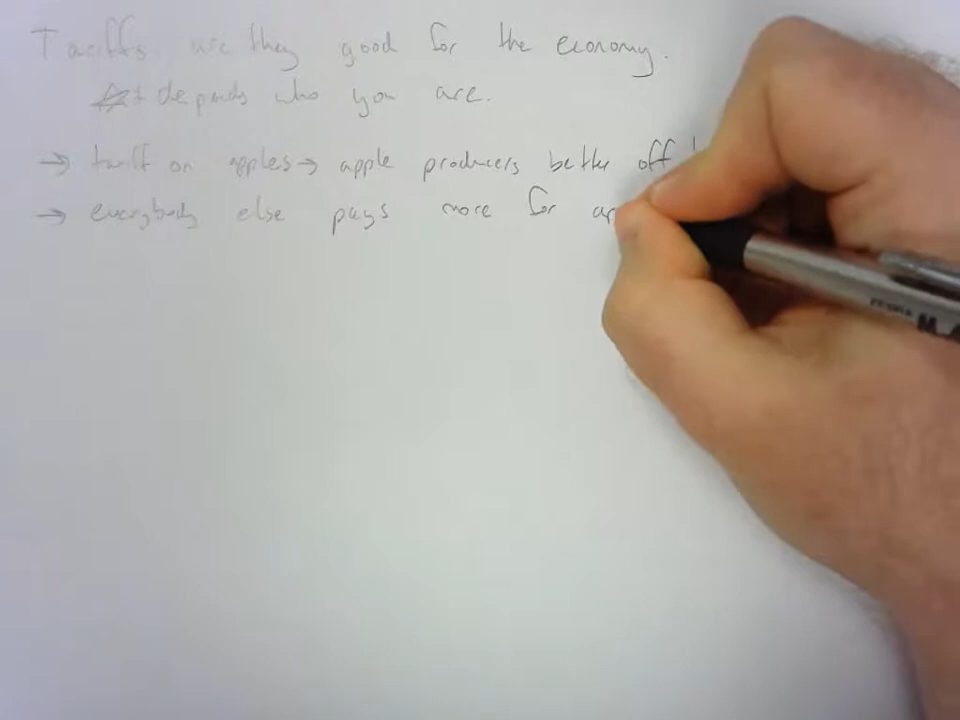 Tariffs are they good for the economy.
depends who you are.
→ tariff on apples → apple producers better off !
→ everybody else pays more for ap